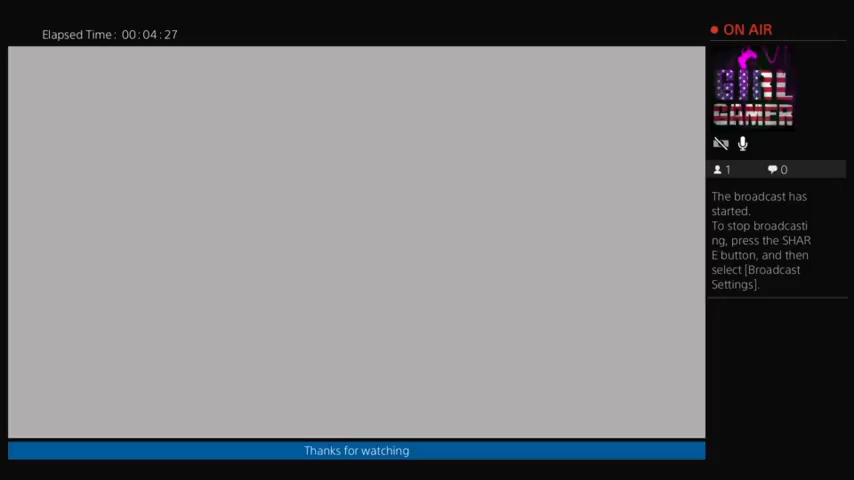 Elapsed Time: 00:04:27
ON AIR
GIRL
GAMER
1 0
The broadcast has
started.
To stop broadcasti
ng, press the SHAR
E button, and then
select [Broadcast
Settings].
Thanks for watching